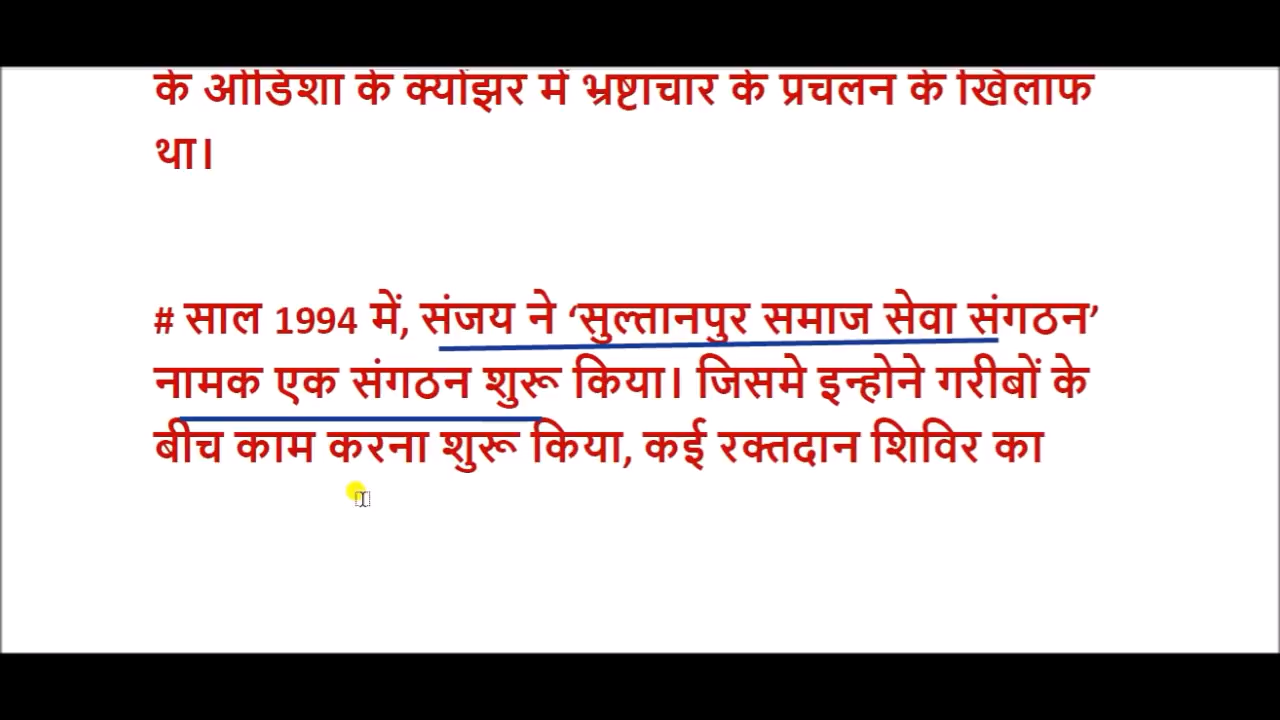 के ओडिशा के क्योंझर में भ्रष्टाचार के प्रचलन के खिलाफ
था।
# साल 1994 में, संजय ने ‘सुल्तानपुर समाज सेवा संगठन’
नामक एक संगठन शुरू किया। जिसमे इन्होने गरीबों के
बीच काम करना शुरू किया, कई रक्तदान शिविर का